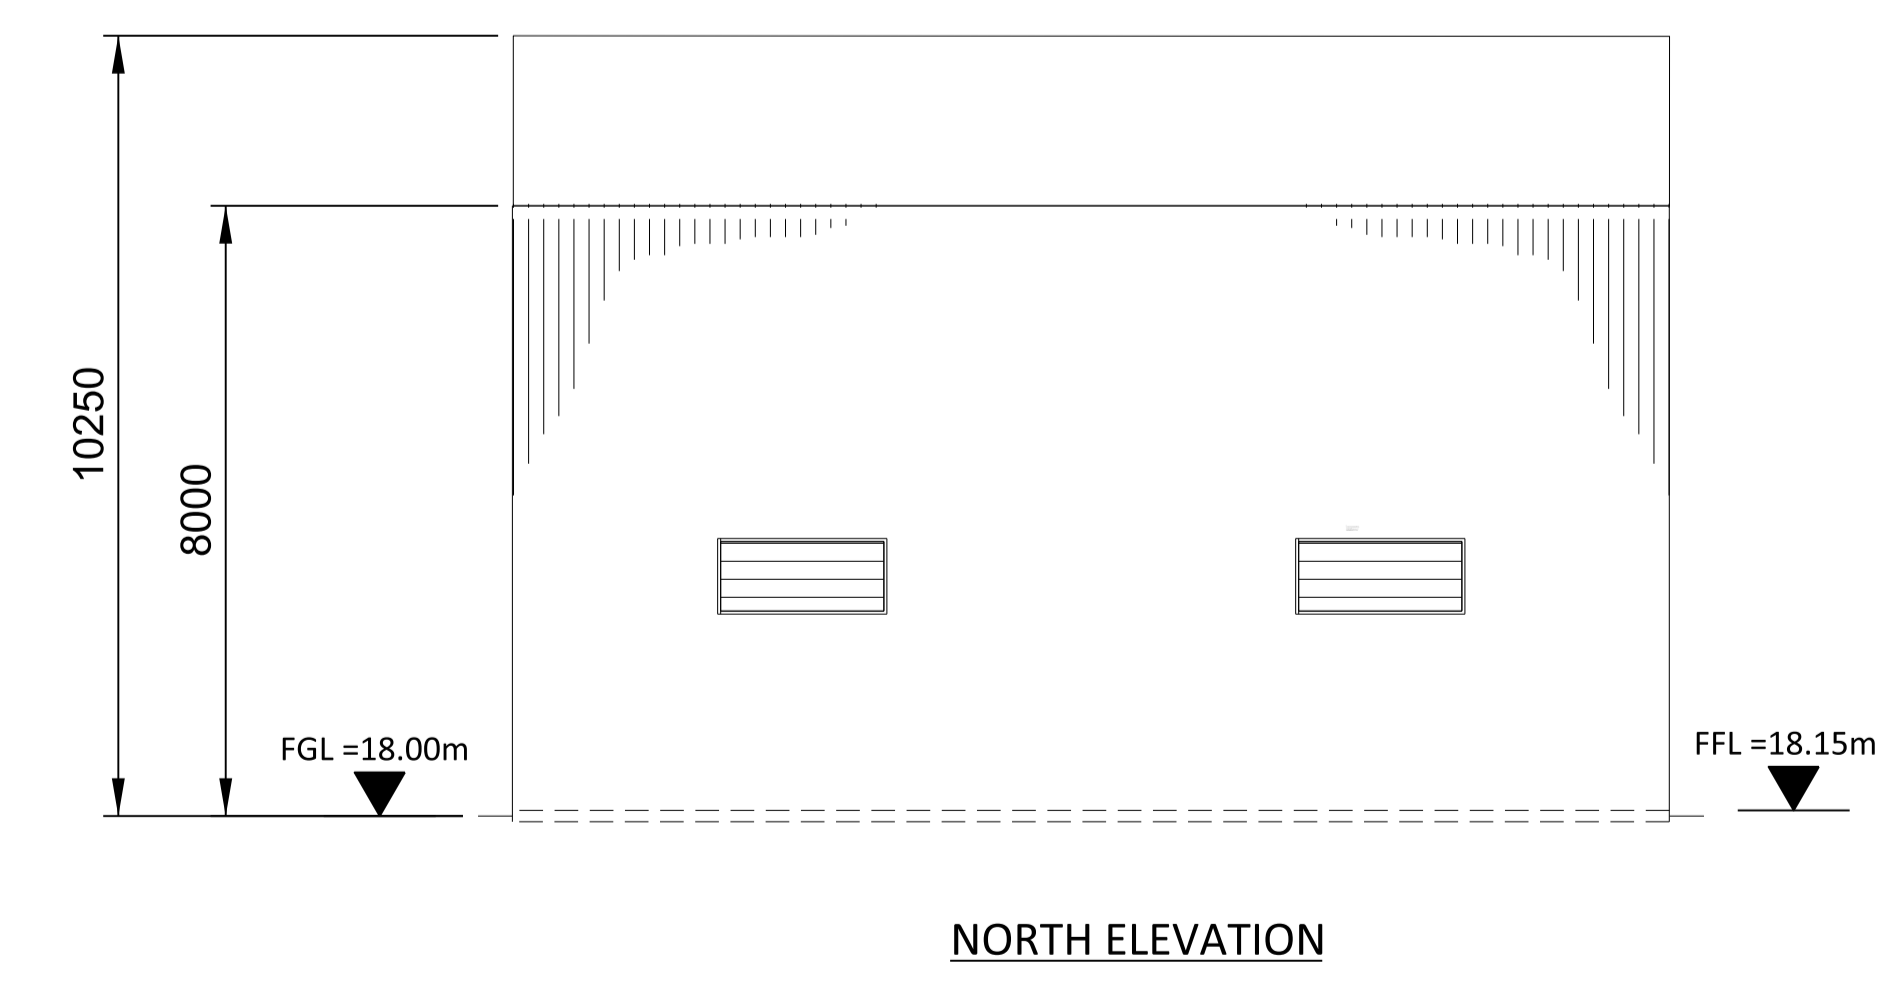 10250
8000
FGL =18.00m
FFL =18.15m
NORTH ELEVATION